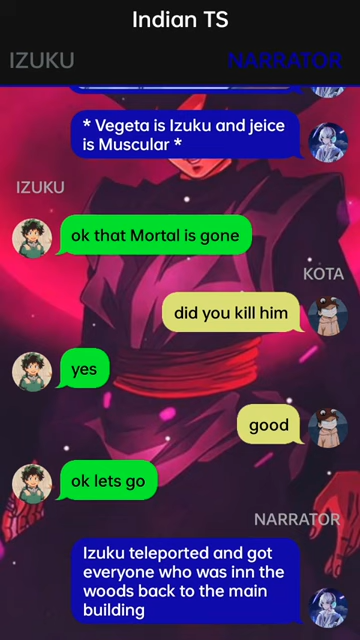 Indian TS
IZUKU
NARRATOR
* Vegeta is Izuku and jeice
is Muscular *
IZUKU
ok that Mortal is gone
KOTA
did you kill him
yes
good
ok lets go
NARRATOR
Izuku teleported and got
everyone who was inn the
woods back to the main
building